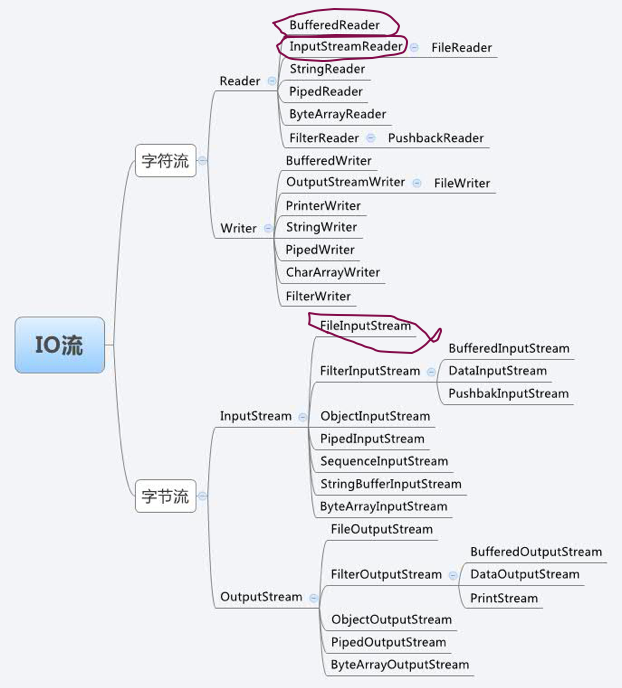 IO流
字符流
Reader
BufferedReader
InputStreamReader
FileReader
StringReader
PipedReader
ByteArrayReader
FilterReader
PushbackReader
Writer
BufferedWriter
OutputStreamWriter
FileWriter
PrinterWriter
StringWriter
PipedWriter
CharArrayWriter
FilterWriter
字节流
InputStream
FileInputStream
FilterInputStream
BufferedInputStream
DataInputStream
PushbakInputStream
ObjectInputStream
PipedInputStream
SequenceInputStream
StringBufferInputStream
ByteArrayInputStream
OutputStream
FileOutputStream
FilterOutputStream
BufferedOutputStream
DataOutputStream
PrintStream
ObjectOutputStream
PipedOutputStream
ByteArrayOutputStream